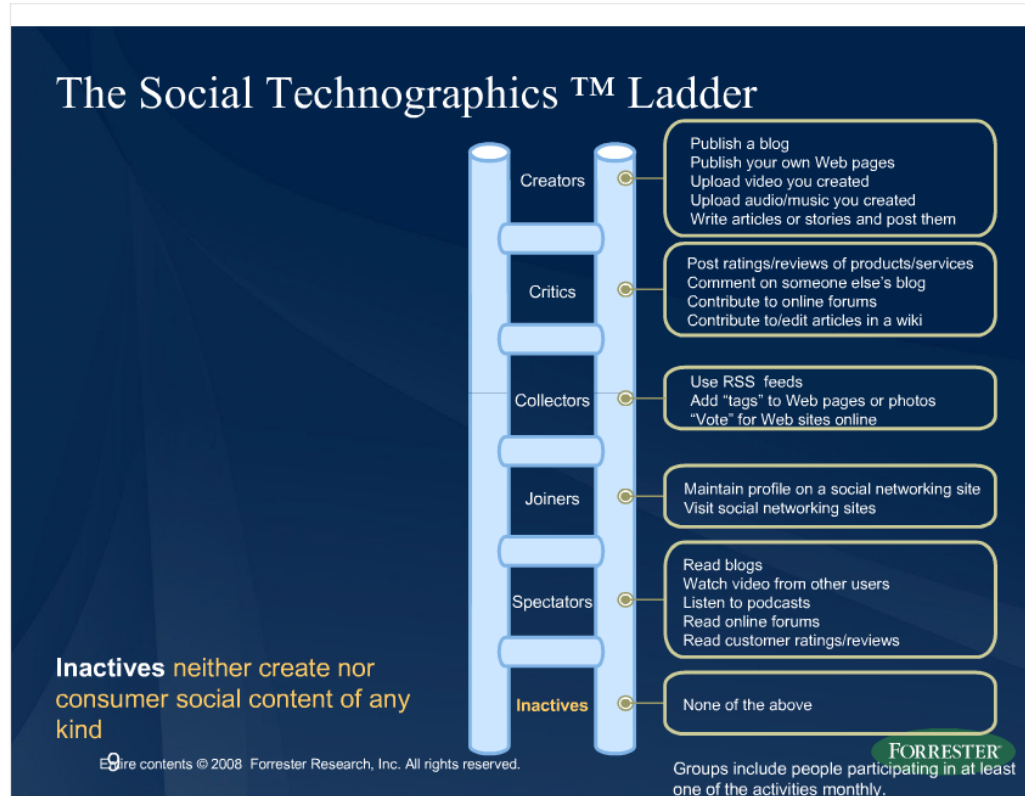 The Social Technographics ™ Ladder
Creators
Publish a blog
Publish your own Web pages
Upload video you created
Upload audio/music you created
Write articles or stories and post them
Critics
Post ratings/reviews of products/services
Comment on someone else’s blog
Contribute to online forums
Contribute to/edit articles in a wiki
Collectors
Use RSS feeds
Add “tags” to Web pages or photos
“Vote” for Web sites online
Joiners
Maintain profile on a social networking site
Visit social networking sites
Spectators
Read blogs
Watch video from other users
Listen to podcasts
Read online forums
Read customer ratings/reviews
Inactives
None of the above
Inactives neither create nor
consumer social content of any
kind
9
Entire contents © 2008 Forrester Research, Inc. All rights reserved.
FORRESTER
Groups include people participating in at least
one of the activities monthly.